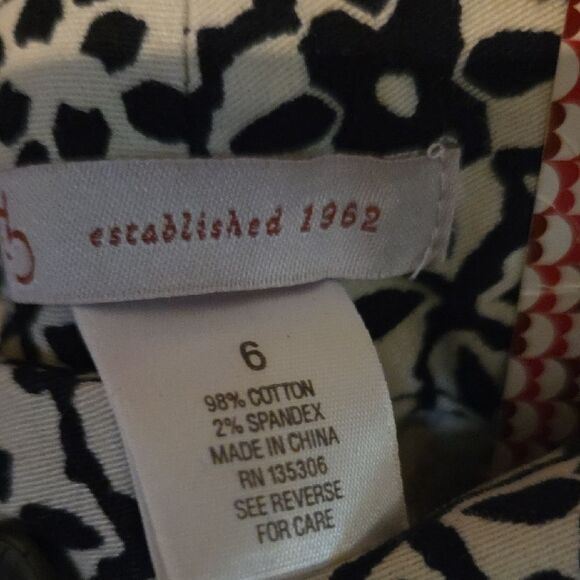 established 1962
6
98% COTTON
2% SPANDEX
MADE IN CHINA
RN 135306
SEE REVERSE
FOR CARE